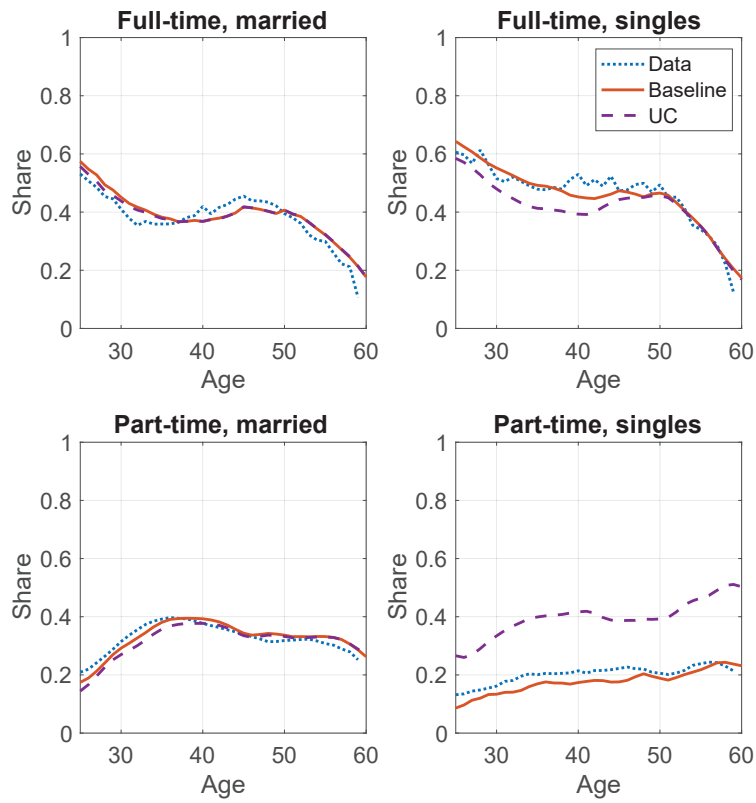 Full-time, married
1
0.8
0.6
0.4
0.2
0
Share
30 40 50 60
Age
Full-time, singles
1
0.8
0.6
0.4
0.2
0
Share
Data
Baseline
UC
30 40 50 60
Age
Part-time, married
1
0.8
0.6
0.4
0.2
0
Share
30 40 50 60
Age
Part-time, singles
1
0.8
0.6
0.4
0.2
0
Share
30 40 50 60
Age